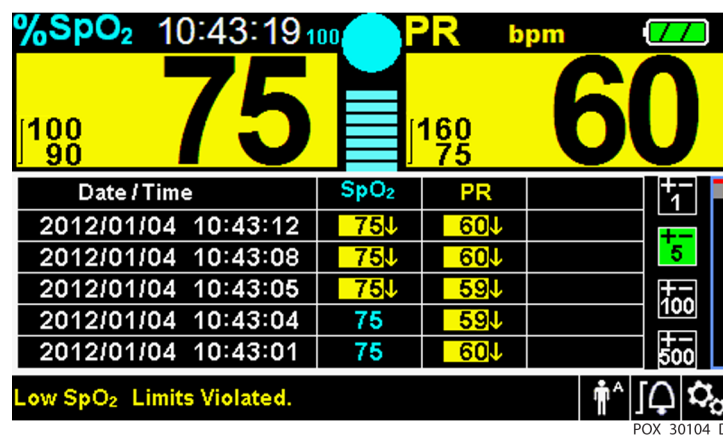 %SpO₂ 10:43:19 100 PR bpm
100 90 75 160 75 60
Date/Time SpO₂ PR
2012/01/04 10:43:12 75↓ 60↓
2012/01/04 10:43:08 75↓ 60↓
2012/01/04 10:43:05 75↓ 59↓
2012/01/04 10:43:04 75 59↓
2012/01/04 10:43:01 75 60↓
+− 1
+− 5
+− 100
+− 500
Low SpO₂ Limits Violated.
A
POX 30104 D